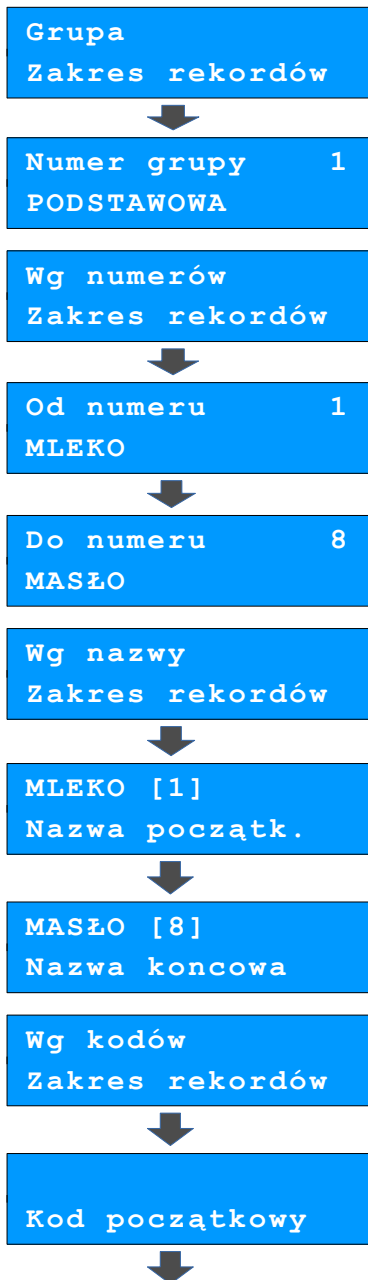 Grupa
Zakres rekordów
Numer grupy 1
PODSTAWOWA
Wg numerów
Zakres rekordów
Od numeru 1
MLEKO
Do numeru 8
MASŁO
Wg nazwy
Zakres rekordów
MLEKO [1]
Nazwa początk.
MASŁO [8]
Nazwa koncowa
Wg kodów
Zakres rekordów
Kod początkowy